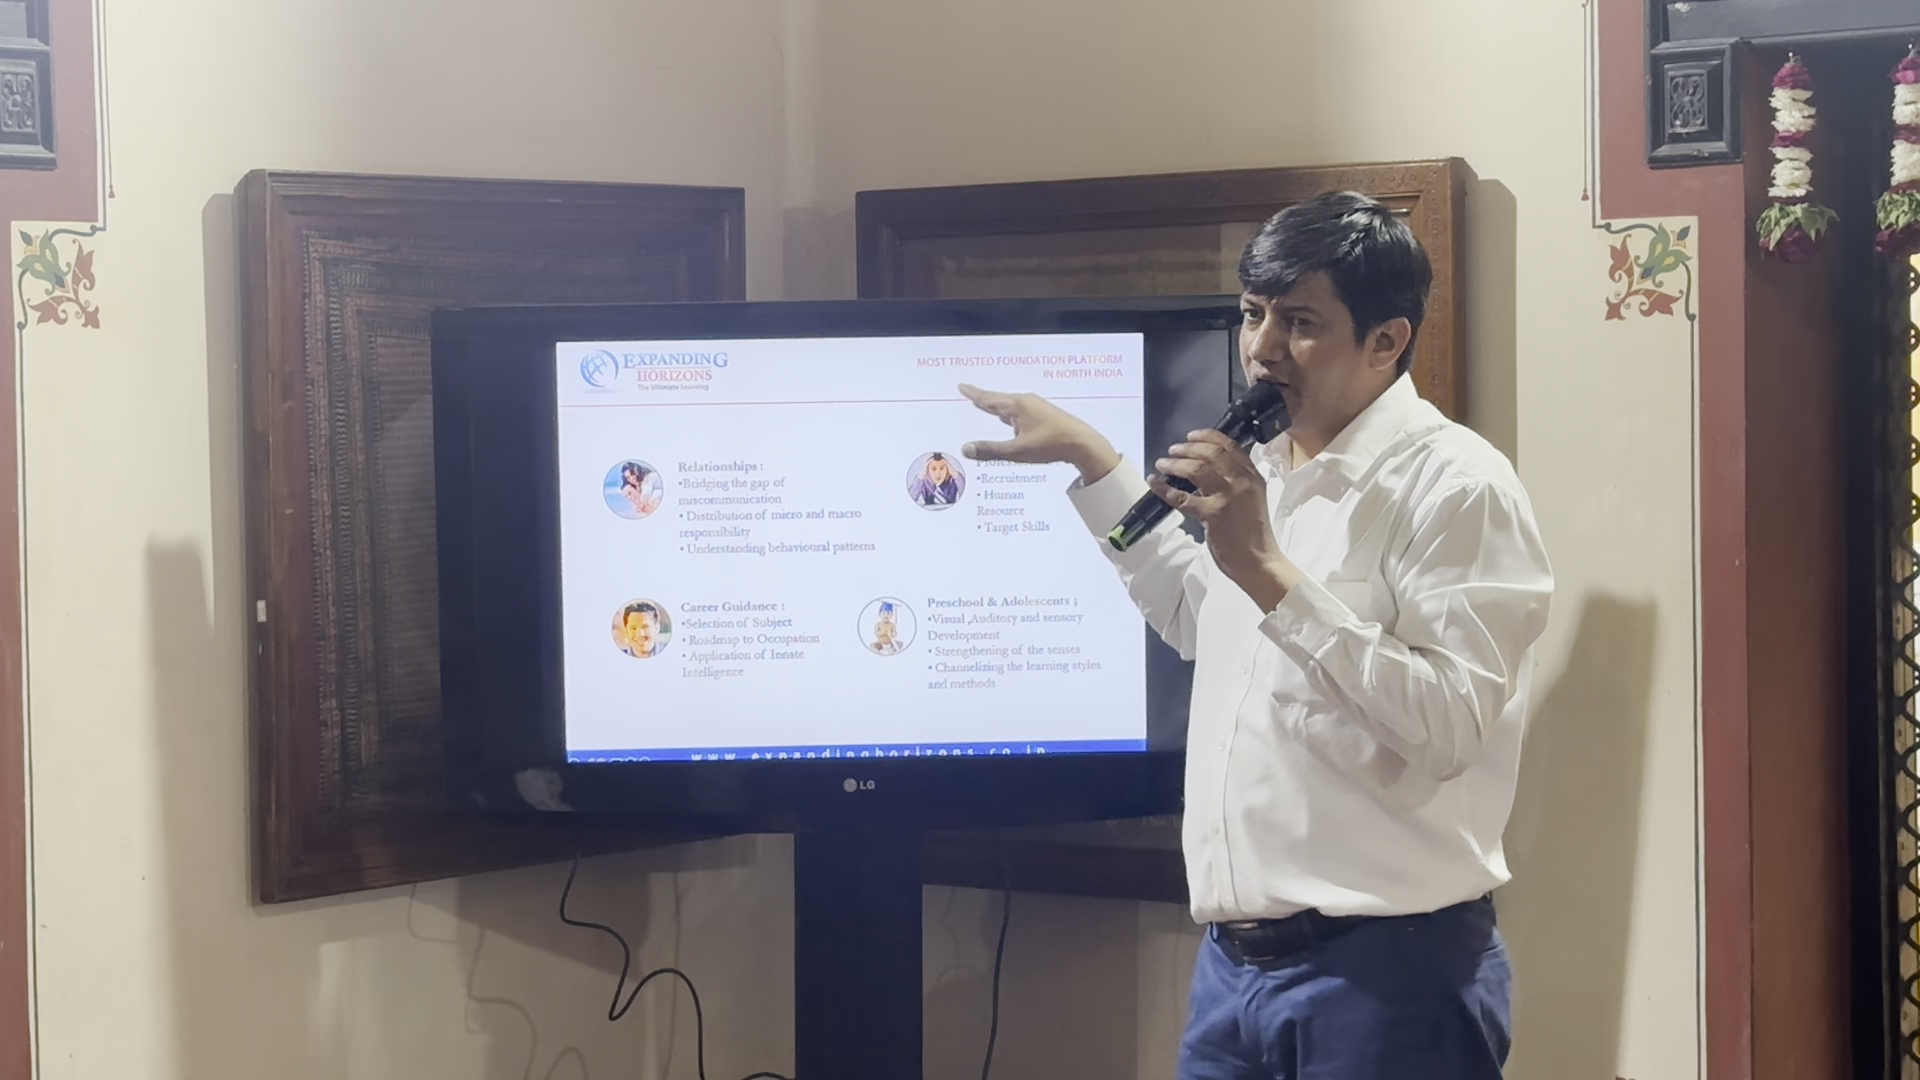 EXPANDING
HORIZONS
The Ultimate Learning
MOST TRUSTED FOUNDATION PLATFORM
IN NORTH INDIA
Relationships :
•Bridging the gap of
miscommunication
• Distribution of micro and macro
responsibility
• Understanding behavioural patterns
•Recruitment
• Human
Resource
• Target Skills
Career Guidance :
•Selection of Subject
• Roadmap to Occupation
• Application of Innate
Intelligence
Preschool & Adolescents ;
•Visual ,Auditory and sensory
Development
• Strengthening of the senses
• Channelizing the learning styles
and methods
www.expandinghorizons.co.in
LG